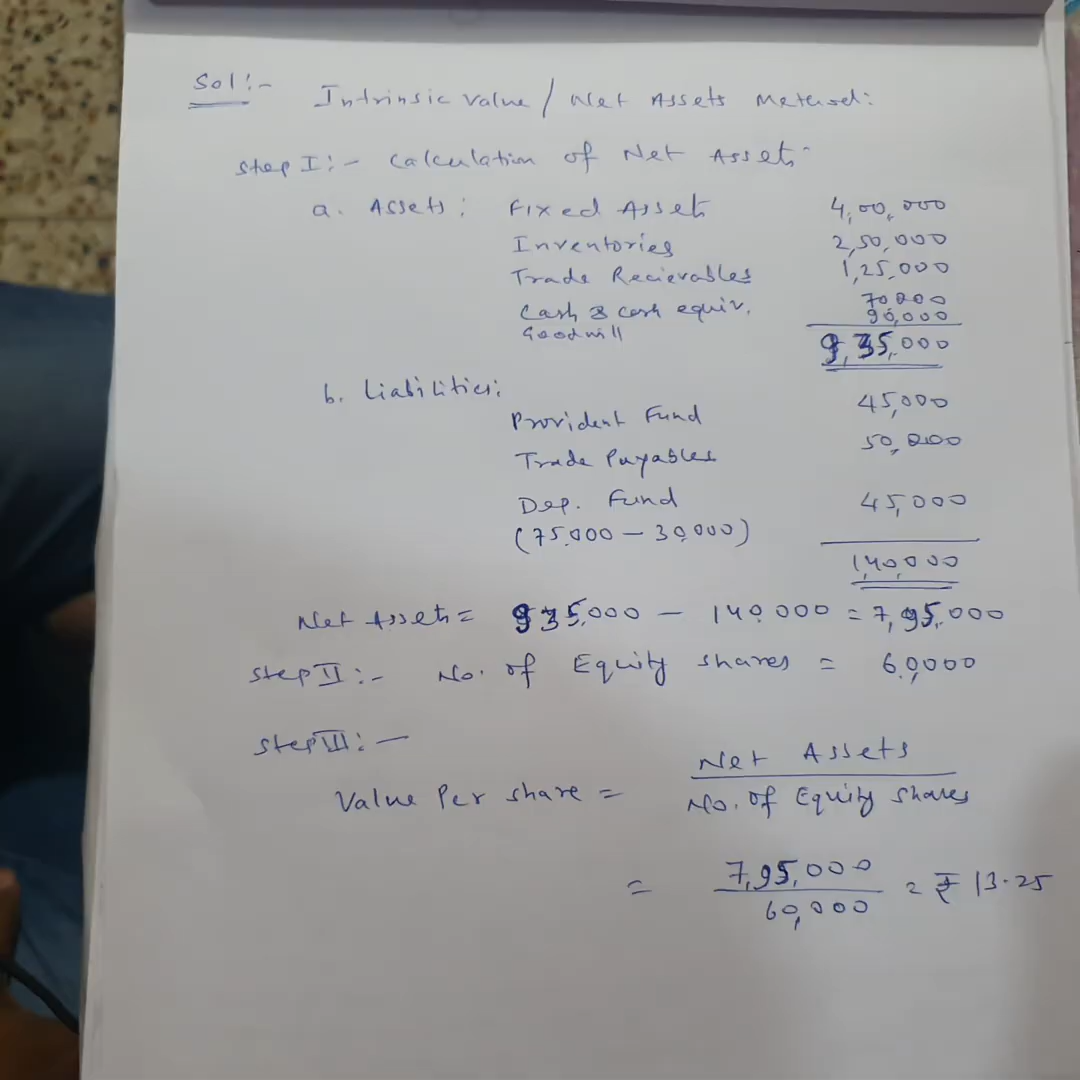 Sol:-
Intrinsic Value / Net Assets Method:
Step I:- Calculation of Net Assets
a. Assets: Fixed Assets 4,00,000
Inventories 2,50,000
Trade Recievables 1,25,000
Cash & cash equiv. 70,000
Goodwill 90,000
9,35,000
b. Liabilities:
Provident Fund 45,000
Trade Payables 50,000
Dep. Fund 45,000
(75,000 - 30,000)
1,40,000
Net Assets = 935,000 - 140,000 = 7,95,000
Step II:- No. of Equity shares = 60,000
Step III:-
Value Per share = Net Assets
No. of Equity shares
= 7,95,000
60,000 = ₹ 13.25